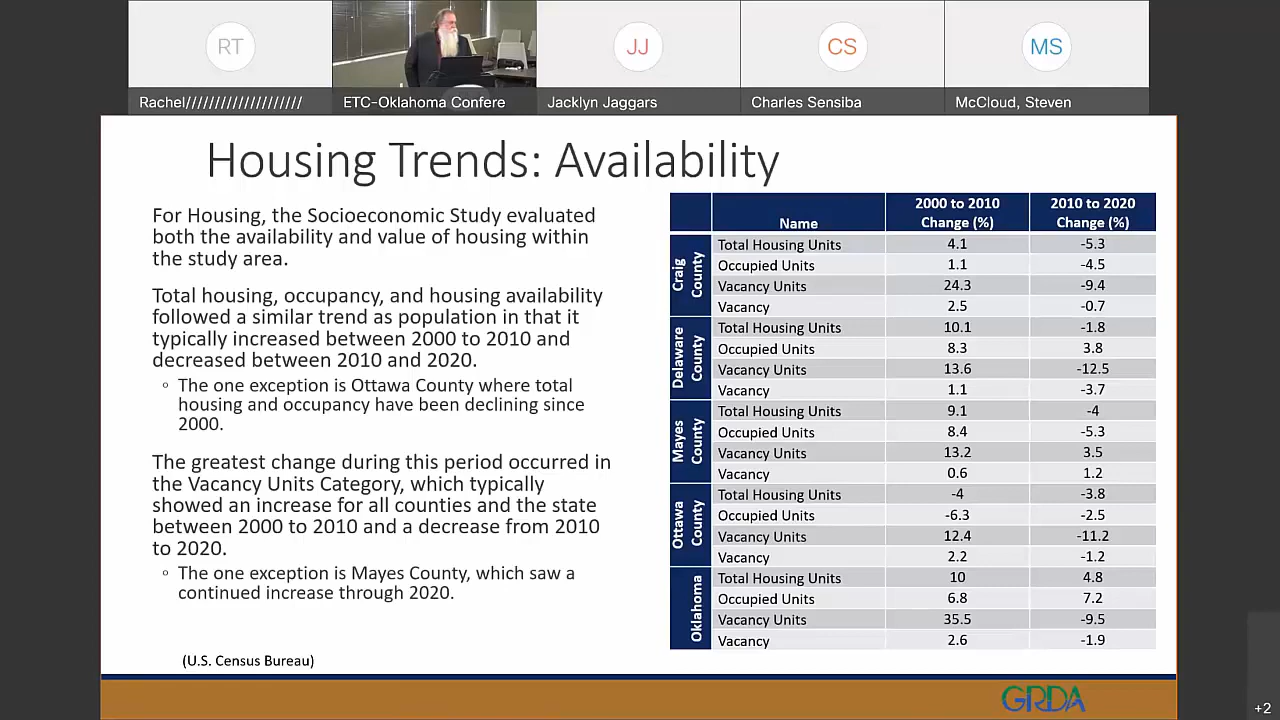 RT
JJ
CS
MS
Rachel////////////////////
ETC-Oklahoma Confere
Jacklyn Jaggars
Charles Sensiba
McCloud, Steven
Housing Trends: Availability
For Housing, the Socioeconomic Study evaluated
both the availability and value of housing within
the study area.
Total housing, occupancy, and housing availability
followed a similar trend as population in that it
typically increased between 2000 to 2010 and
decreased between 2010 and 2020.
◦ The one exception is Ottawa County where total
housing and occupancy have been declining since
2000.
The greatest change during this period occurred in
the Vacancy Units Category, which typically
showed an increase for all counties and the state
between 2000 to 2010 and a decrease from 2010
to 2020.
◦ The one exception is Mayes County, which saw a
continued increase through 2020.
(U.S. Census Bureau)
Name 2000 to 2010 Change (%) 2010 to 2020 Change (%)
Craig County
Total Housing Units 4.1 -5.3
Occupied Units 1.1 -4.5
Vacancy Units 24.3 -9.4
Vacancy 2.5 -0.7
Delaware County
Total Housing Units 10.1 -1.8
Occupied Units 8.3 3.8
Vacancy Units 13.6 -12.5
Vacancy 1.1 -3.7
Mayes County
Total Housing Units 9.1 -4
Occupied Units 8.4 -5.3
Vacancy Units 13.2 3.5
Vacancy 0.6 1.2
Ottawa County
Total Housing Units -4 -3.8
Occupied Units -6.3 -2.5
Vacancy Units 12.4 -11.2
Vacancy 2.2 -1.2
Oklahoma
Total Housing Units 10 4.8
Occupied Units 6.8 7.2
Vacancy Units 35.5 -9.5
Vacancy 2.6 -1.9
GRDA
+2